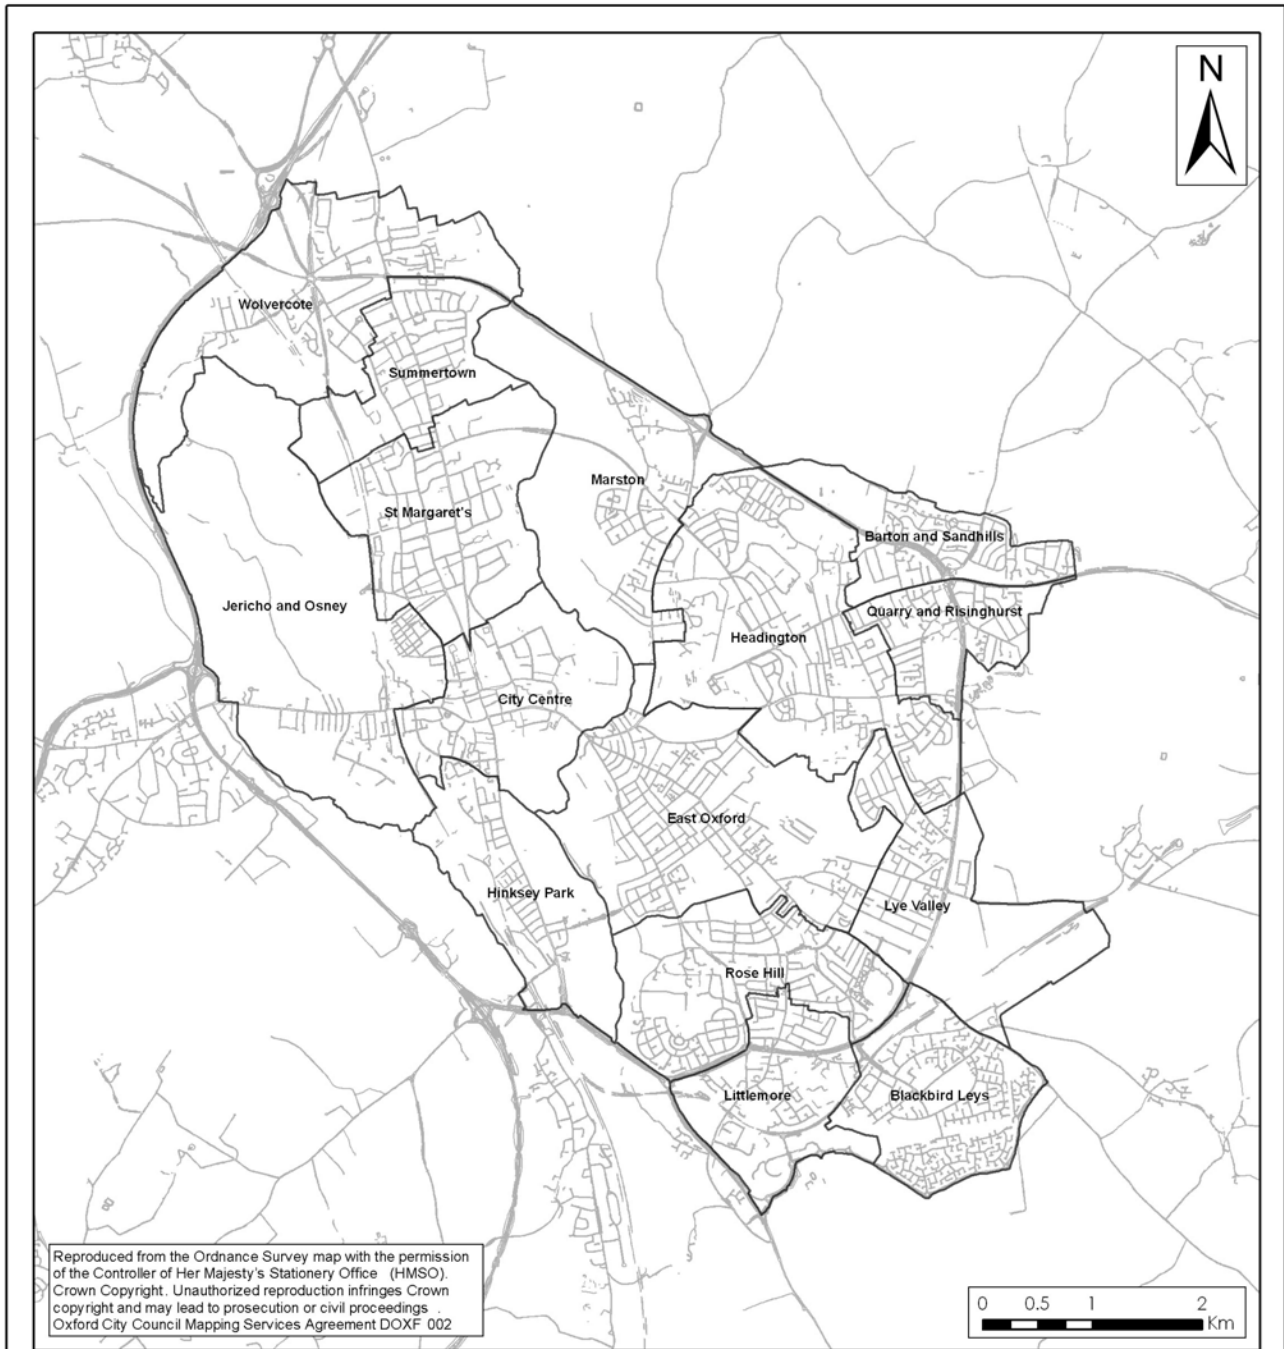 N
Wolvercote
Summertown
Marston
St Margaret's
Barton and Sandhills
Jericho and Osney
Quarry and Risinghurst
Headington
City Centre
East Oxford
Hinksey Park
Lye Valley
Rose Hill
Littlemore
Blackbird Leys
Reproduced from the Ordnance Survey map with the permission
of the Controller of Her Majesty's Stationery Office (HMSO).
Crown Copyright. Unauthorized reproduction infringes Crown
copyright and may lead to prosecution or civil proceedings .
Oxford City Council Mapping Services Agreement DOXF 002
0 0.5 1 2
Km